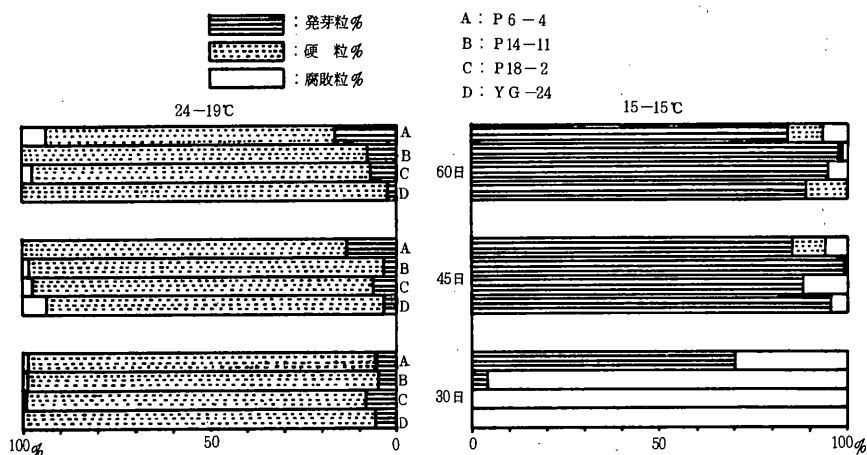 ：発芽粒%
：硬 粒%
：腐敗粒%
A：P 6－4
B：P14－11
C：P18－2
D：Y G－24
24－19℃
15－15℃
A
B
C
D
60日
A
B
C
D
45日
A
B
C
D
30日
100%
50
0
0
50
100%